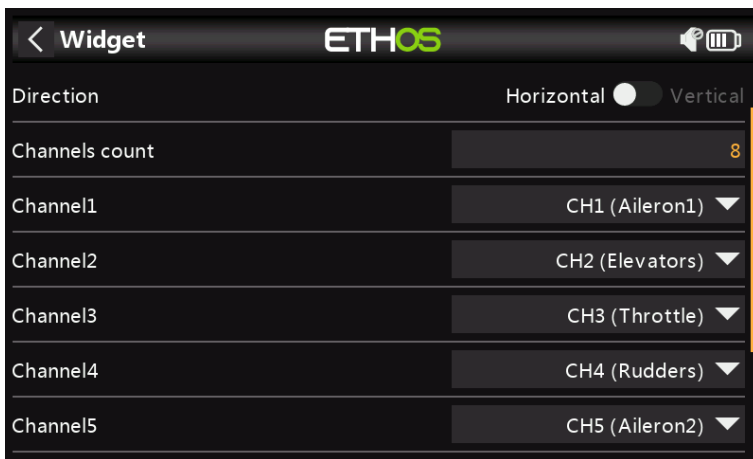 Widget ETHOS
Direction Horizontal Vertical
Channels count 8
Channel1 CH1 (Aileron1)
Channel2 CH2 (Elevators)
Channel3 CH3 (Throttle)
Channel4 CH4 (Rudders)
Channel5 CH5 (Aileron2)